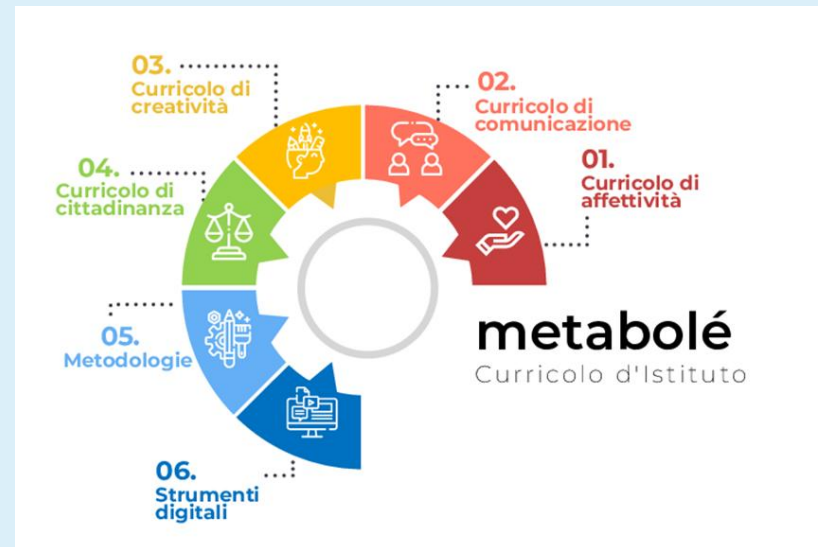 03.
Curricolo di
creatività
02.
Curricolo di
comunicazione
01.
Curricolo di
affettività
04.
Curricolo di
cittadinanza
05.
Metodologie
metabolé
Curricolo d'Istituto
06.
Strumenti
digitali